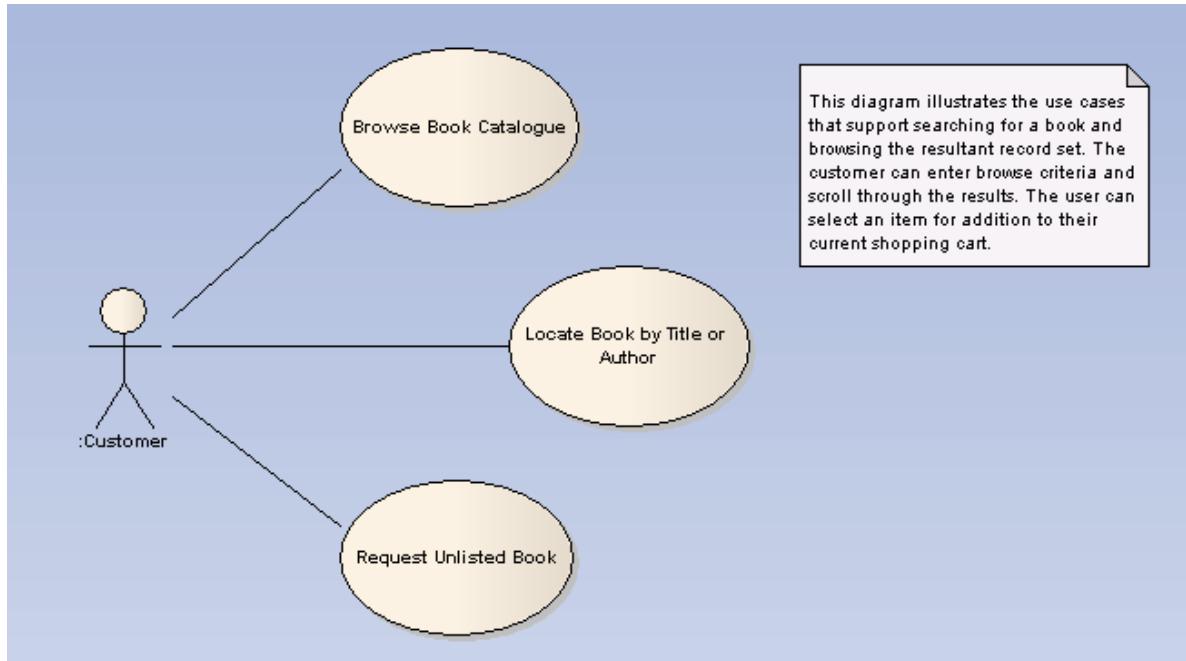 Browse Book Catalogue
This diagram illustrates the use cases
that support searching for a book and
browsing the resultant record set. The
customer can enter browse criteria and
scroll through the results. The user can
select an item for addition to their
current shopping cart.
Locate Book by Title or
Author
:Customer
Request Unlisted Book